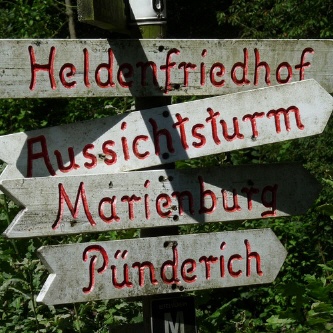 Heldenfriedhof
Aussichtsturm
Marienburg
Pünderich
M